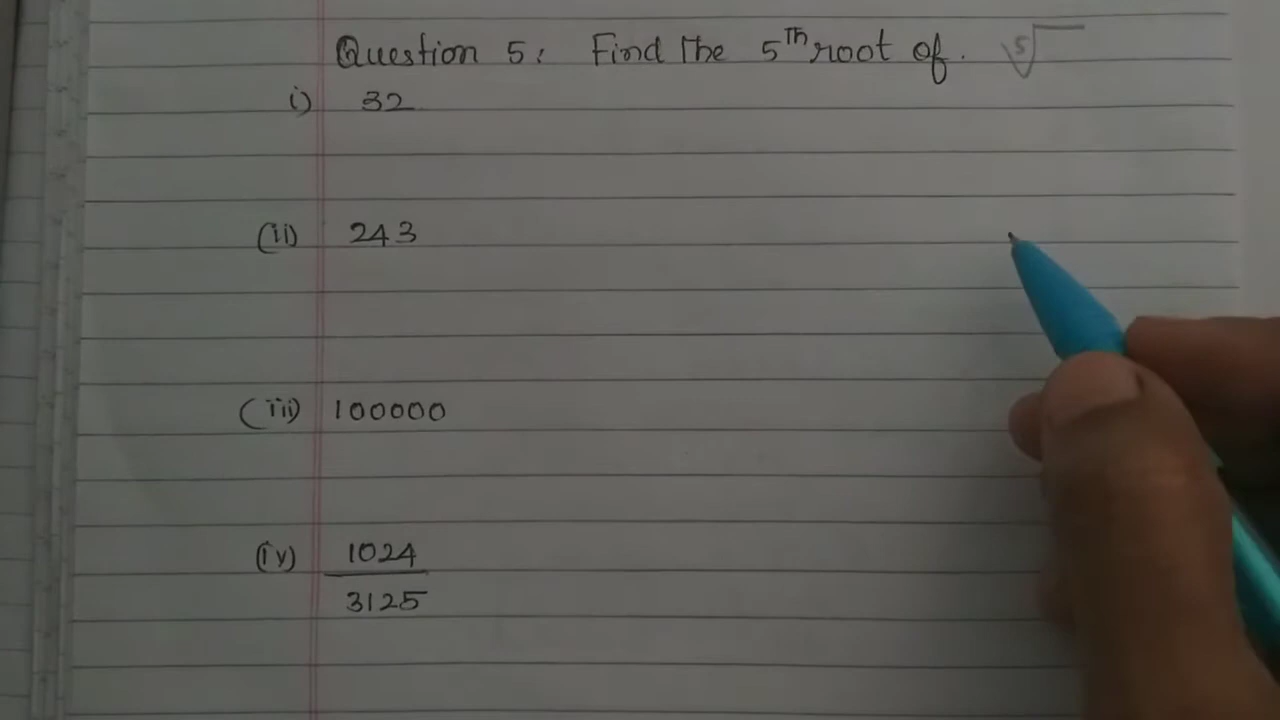 Question 5: Find The 5Th root of. 5√
i) 32
(ii) 243
(iii) 100000
(iv) 1024
3125